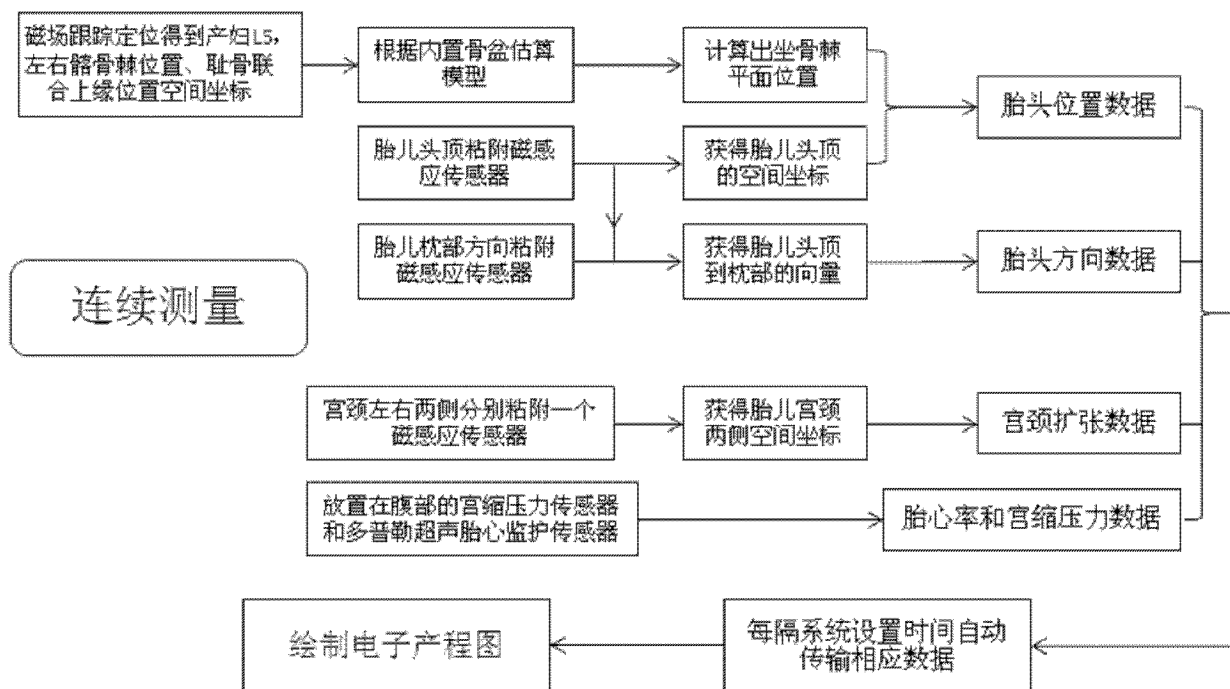 磁场跟踪定位得到产妇L5，
左右髂骨棘位置、耻骨联
合上缘位置空间坐标
根据内置骨盆估算
模型
计算出坐骨棘
平面位置
胎头位置数据
胎儿头顶粘附磁感
应传感器
获得胎儿头顶
的空间坐标
胎儿枕部方向粘附
磁感应传感器
获得胎儿头顶
到枕部的向量
胎头方向数据
连续测量
宫颈左右两侧分别粘附一个
磁感应传感器
获得胎儿宫颈
两侧空间坐标
宫颈扩张数据
放置在腹部的宫缩压力传感器
和多普勒超声胎心监护传感器
胎心率和宫缩压力数据
绘制电子产程图
每隔系统设置时间自动
传输相应数据